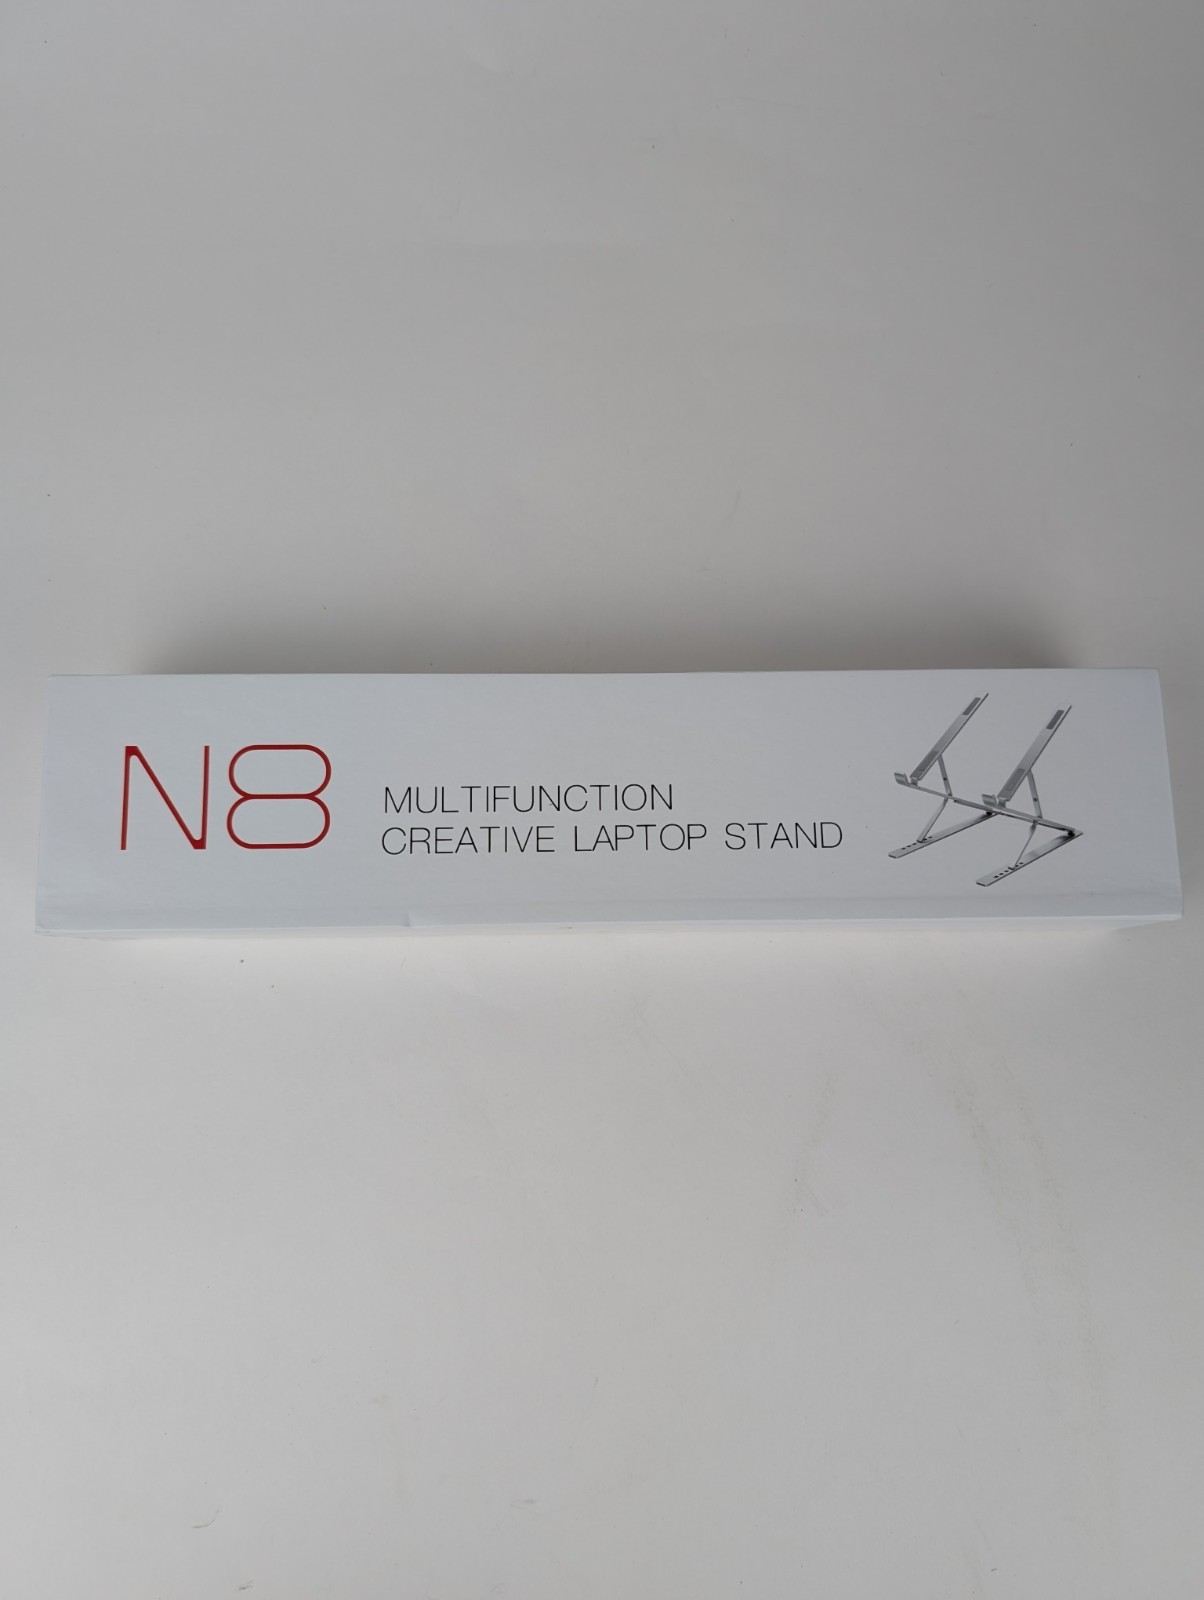 N8
MULTIFUNCTION
CREATIVE LAPTOP STAND